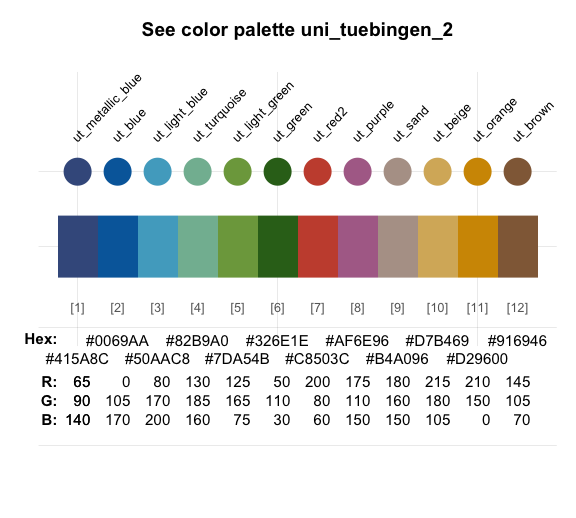 See color palette uni_tuebingen_2
ut_metallic_blue ut_blue ut_light_blue ut_turquoise ut_light_green ut_green ut_red2 ut_purple ut_sand ut_beige ut_orange ut_brown
[1] [2] [3] [4] [5] [6] [7] [8] [9] [10] [11] [12]
Hex: #0069AA #82B9A0 #326E1E #AF6E96 #D7B469 #916946
#415A8C #50AAC8 #7DA54B #C8503C #B4A096 #D29600
R: 65 0 80 130 125 50 200 175 180 215 210 145
G: 90 105 170 185 165 110 80 110 160 180 150 105
B: 140 170 200 160 75 30 60 150 150 105 0 70